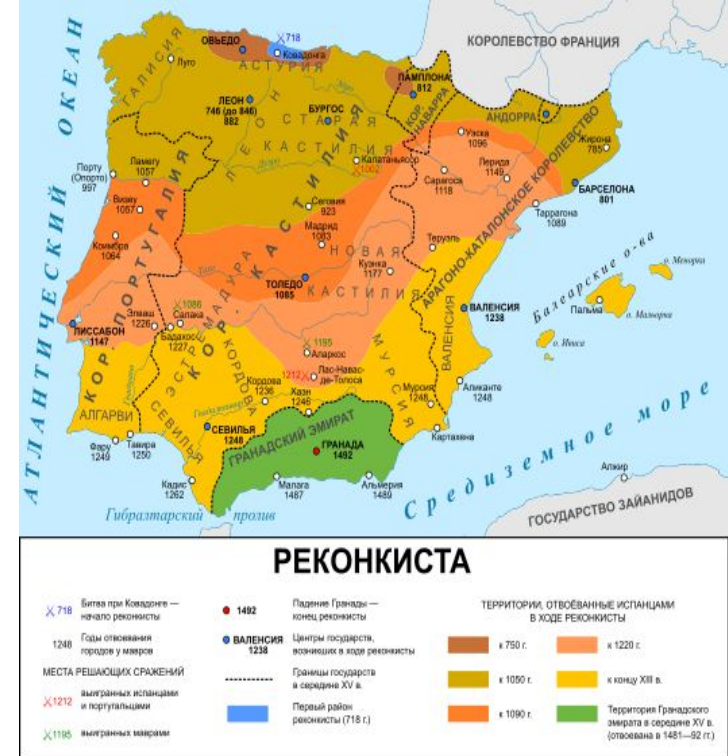 КОРОЛЕВСТВО ФРАНЦИЯ
АТЛАНТИЧЕСКИЙ ОКЕАН
718
ОВЬЕДО
Ковадонга
АСТУРИЯ
ГАЛИСИЯ
Луго
ПАМПЛОНА
812
КОР. НАВАРРА
ЛЕОН
746 (до 846)
882
БУРГОС
ЛЕОН
СТАРАЯ
КАСТИЛИЯ
АНДОРРА
Уэска
1096
Жирона
785
Лерида
1149
Сарагоса
1118
БАРСЕЛОНА
801
Таррагона
1089
АРАГОНО-КАТАЛОНСКОЕ КОРОЛЕВСТВО
Калатаньясор
1002
Дуэро
Порту
(Опорто)
997
Ламегу
1057
Визеу
1057
Коимбра
1064
КОР. ПОРТУГАЛИЯ
Сеговия
923
Мадрид
1083
КОР. КАСТИЛИЯ
НОВАЯ
КАСТИЛИЯ
Теруэль
Куэнка
1177
ТОЛЕДО
1085
Тахо
ЭСТРЕМАДУРА
1086
Салака
Элваш
1226
Бадахос
1227
ЛИССАБОН
1147
1195
Аларкос
1212
Лас-Навас-
де-Толоса
ВАЛЕНСИЯ
ВАЛЕНСИЯ
1238
Балеарские о-ва
о. Менорка
Пальма
о. Мальорка
о. Ивиса
МУРСИЯ
Мурсия
1248
Аликанте
1248
Картахена
КОРДОВА
Кордова
1236
Хаэн
1246
Гвадалквивир
СЕВИЛЬЯ
СЕВИЛЬЯ
1248
АЛГАРВИ
Фару
1249
Тавира
1250
Кадис
1262
ГРАНАДСКИЙ ЭМИРАТ
ГРАНАДА
1492
Малага
1487
Альмерия
1489
Гибралтарский пролив
Средиземное море
Алжир
ГОСУДАРСТВО ЗАЙАНИДОВ
РЕКОНКИСТА
718
Битва при Ковадонге —
начало реконкисты
1248
Годы отвоевания
городов у мавров
МЕСТА РЕШАЮЩИХ СРАЖЕНИЙ
1212
выигранных испанцами
и португальцами
1195
выигранных маврами
1492
Падение Гранады —
конец реконкисты
ВАЛЕНСИЯ
1238
Центры государств,
возникших в ходе реконкисты
Границы государств
в середине XV в.
Первый район
реконкисты (718 г.)
ТЕРРИТОРИИ, ОТВОЁВАННЫЕ ИСПАНЦАМИ
В ХОДЕ РЕКОНКИСТЫ
к 750 г.
к 1050 г.
к 1090 г.
к 1220 г.
к концу XIII в.
Территория Гранадского
эмирата в середине XV в.
(отвоевана в 1481—92 гг.)